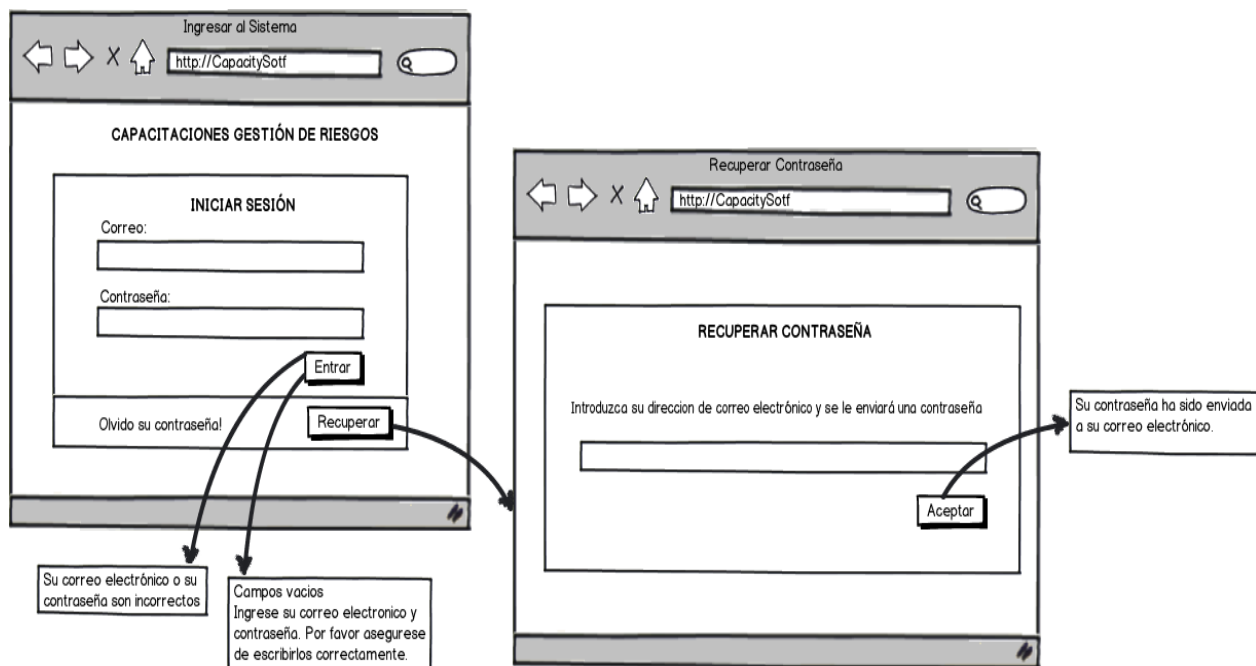 Ingresar al Sistema
http://CapacitySotf
CAPACITACIONES GESTIÓN DE RIESGOS
INICIAR SESIÓN
Correo:
Contraseña:
Entrar
Olvido su contraseña!
Recuperar
Su correo electrónico o su
contraseña son incorrectos
Campos vacios
Ingrese su correo electronico y
contraseña. Por favor asegurese
de escribirlos correctamente.
Recuperar Contraseña
http://CapacitySotf
RECUPERAR CONTRASEÑA
Introduzca su direccion de correo electrónico y se le enviará una contraseña
Aceptar
Su contraseña ha sido enviada
a su correo electrónico.